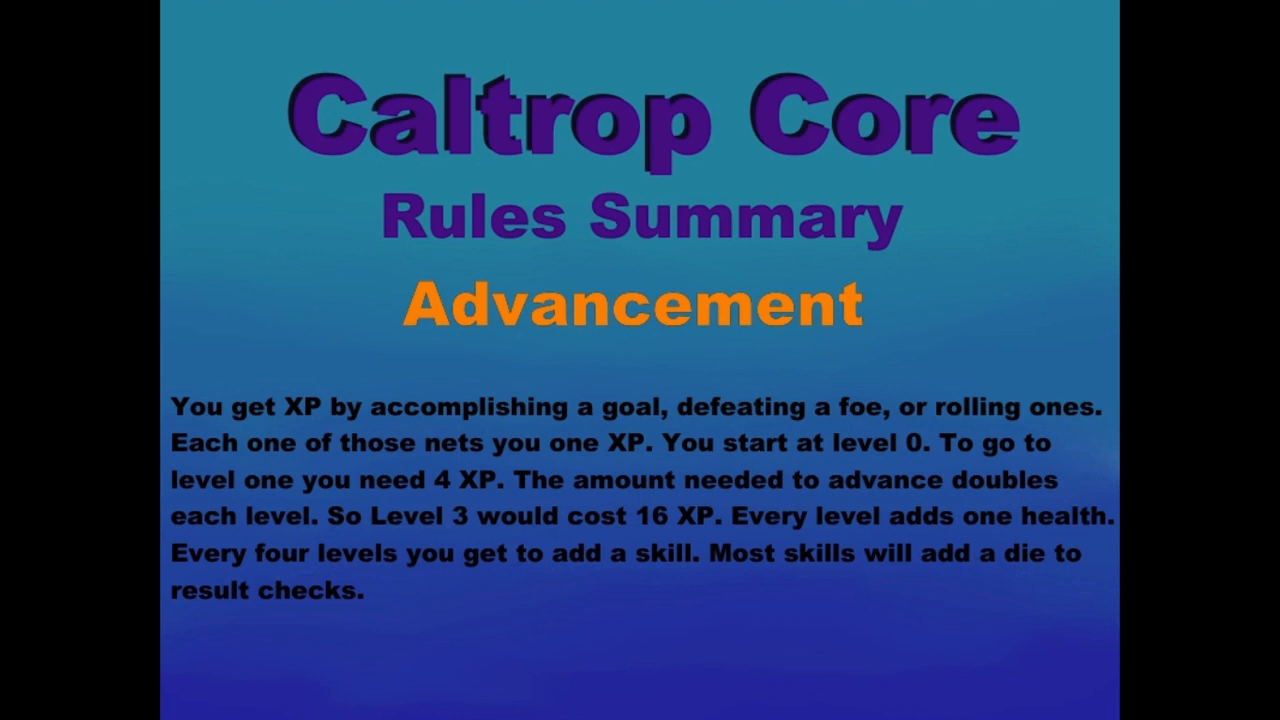 Caltrop Core
Rules Summary
Advancement
You get XP by accomplishing a goal, defeating a foe, or rolling ones.
Each one of those nets you one XP. You start at level 0. To go to
level one you need 4 XP. The amount needed to advance doubles
each level. So Level 3 would cost 16 XP. Every level adds one health.
Every four levels you get to add a skill. Most skills will add a die to
result checks.